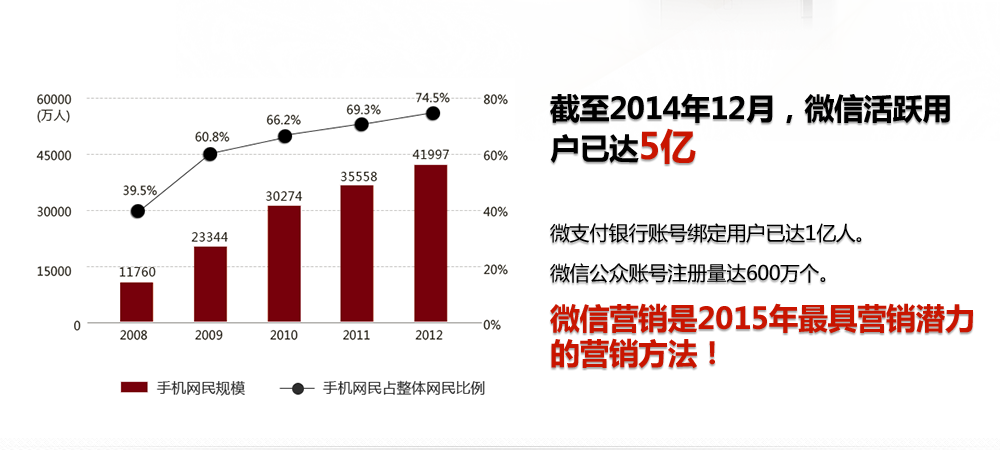 60000
(万人)
45000
30000
15000
0
80%
60%
40%
20%
0%
39.5%
60.8%
66.2%
69.3%
74.5%
11760
23344
30274
35558
41997
2008
2009
2010
2011
2012
手机网民规模
手机网民占整体网民比例
截至2014年12月，微信活跃用
户已达5亿
微支付银行账号绑定用户已达1亿人。
微信公众账号注册量达600万个。
微信营销是2015年最具营销潜力
的营销方法！